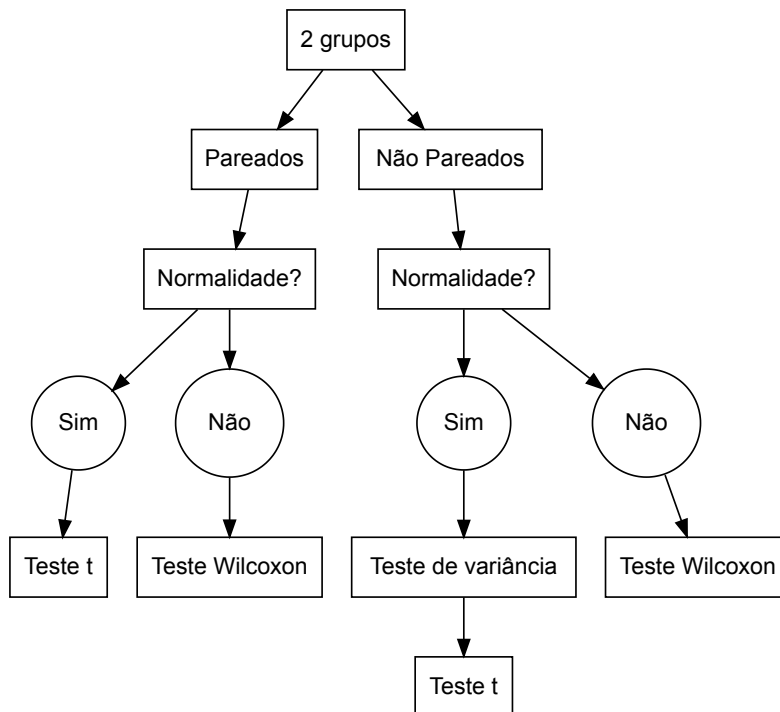 2 grupos
Pareados
Não Pareados
Normalidade?
Normalidade?
Sim
Não
Sim
Não
Teste t
Teste Wilcoxon
Teste de variância
Teste Wilcoxon
Teste t